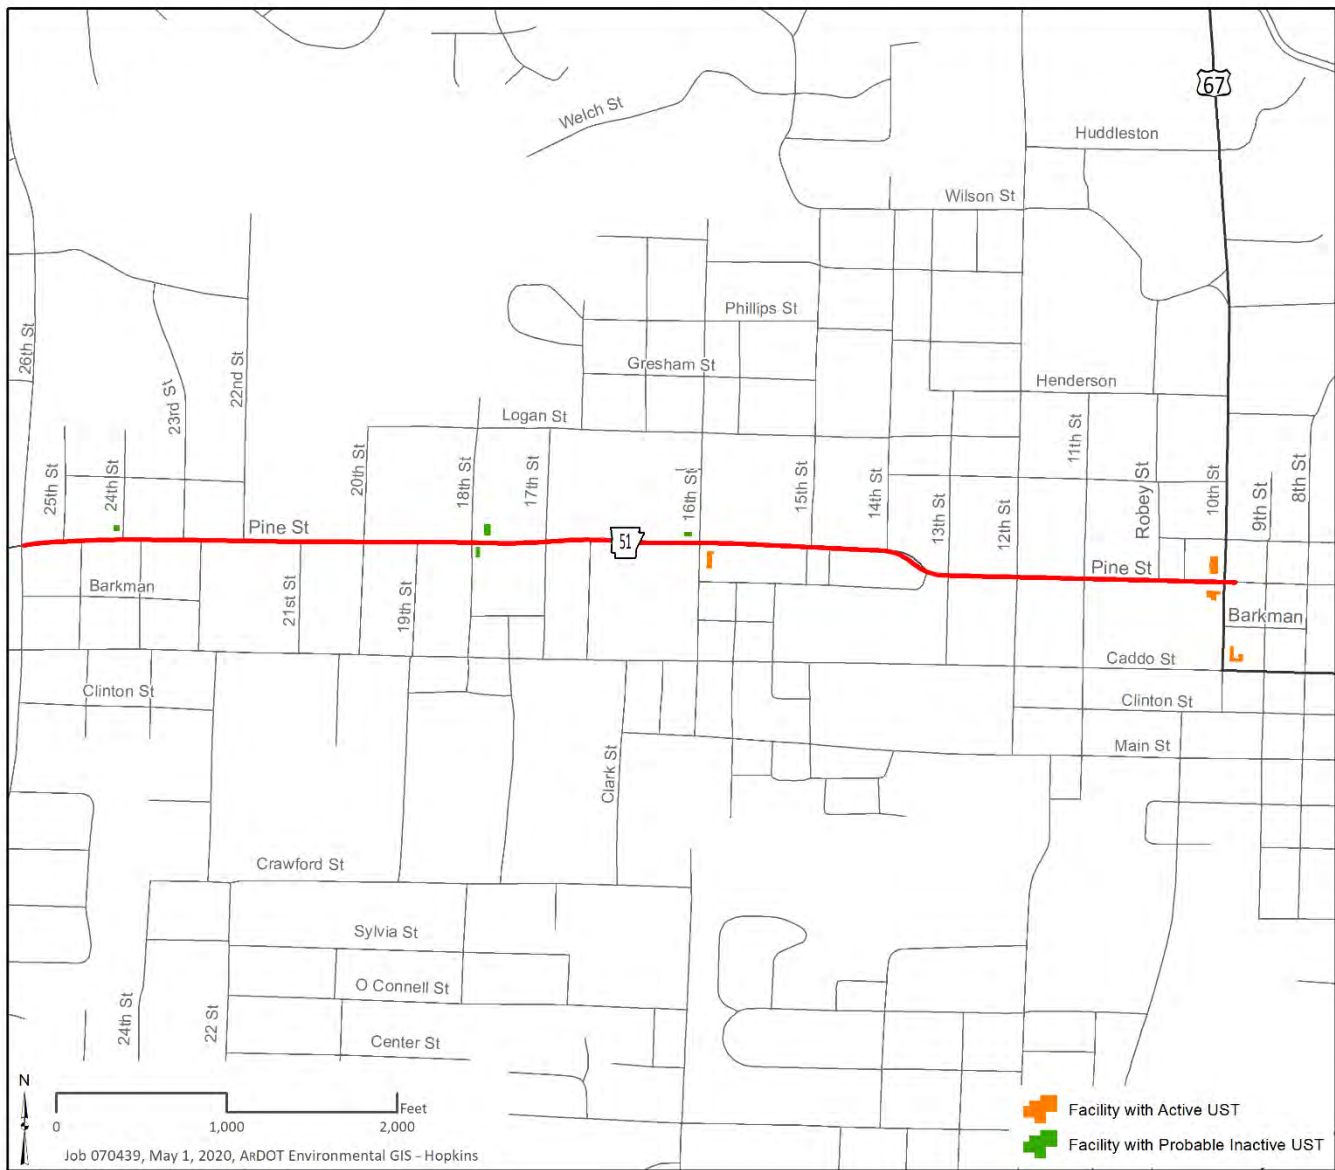 67
Welch St
Huddleston
Wilson St
Phillips St
26th St
Gresham St
22nd St
23rd St
Henderson
Logan St
11th St
20th St
18th St
17th St
16th St
15th St
14th St
Robey St
10th St
8th St
25th St
24th St
9th St
13th St
12th St
Pine St
51
Pine St
Barkman
21st St
19th St
Barkman
Caddo St
Clinton St
Clinton St
Main St
Clark St
Crawford St
Sylvia St
O Connell St
24th St
22 St
Center St
N
Feet
0 1,000 2,000
Facility with Active UST
Facility with Probable Inactive UST
Job 070439, May 1, 2020, ARDOT Environmental GIS - Hopkins